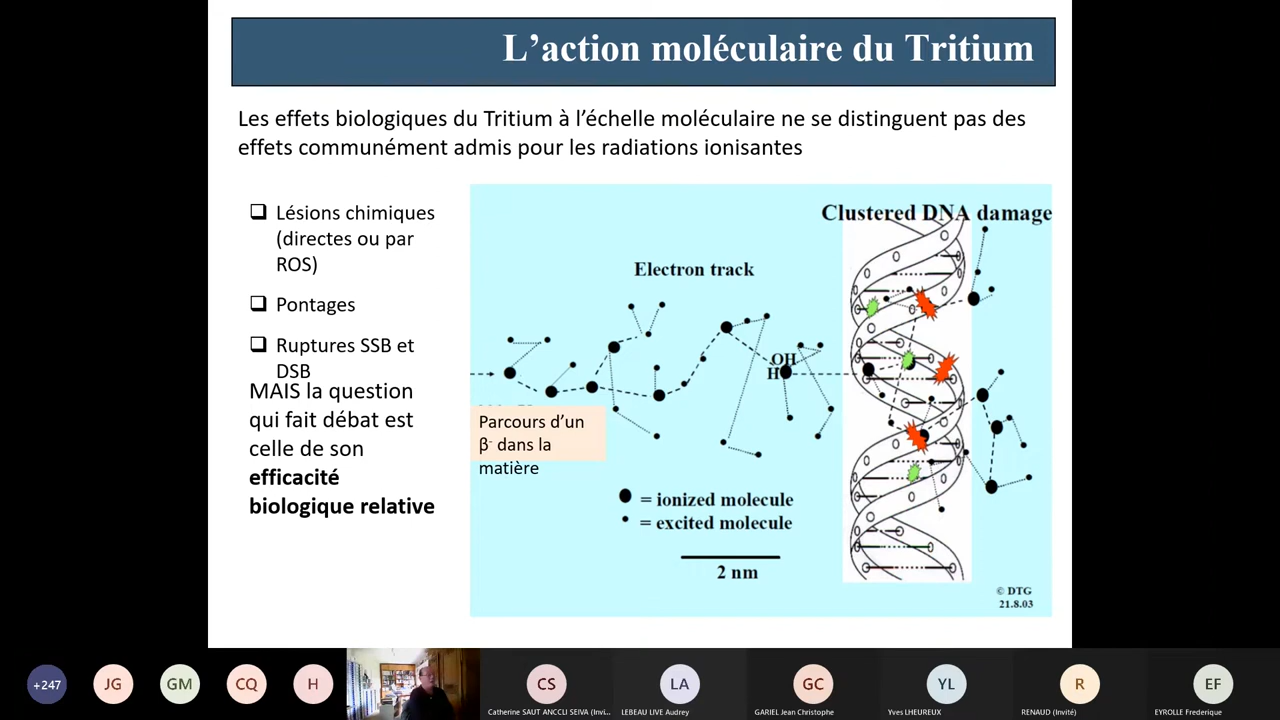 L’action moléculaire du Tritium
Les effets biologiques du Tritium à l’échelle moléculaire ne se distinguent pas des
effets communément admis pour les radiations ionisantes
Lésions chimiques
(directes ou par
ROS)
Pontages
Ruptures SSB et
DSB
MAIS la question
qui fait débat est
celle de son
efficacité
biologique relative
Clustered DNA damage
Electron track
OH
H
Parcours d’un
β- dans la
matière
= ionized molecule
= excited molecule
2 nm
© DTG
21.8.03
+247
JG
GM
CQ
H
CS
LA
GC
YL
R
EF
Catherine SAUT ANCCLI SEIVA (Invi...
LEBEAU LIVE Audrey
GARIEL Jean Christophe
Yves LHEUREUX
RENAUD (Invité)
EYROLLE Frederique